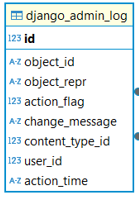 django_admin_log
123 id
A-Z object_id
A-Z object_repr
123 action_flag
A-Z change_message
123 content_type_id
123 user_id
A-Z action_time